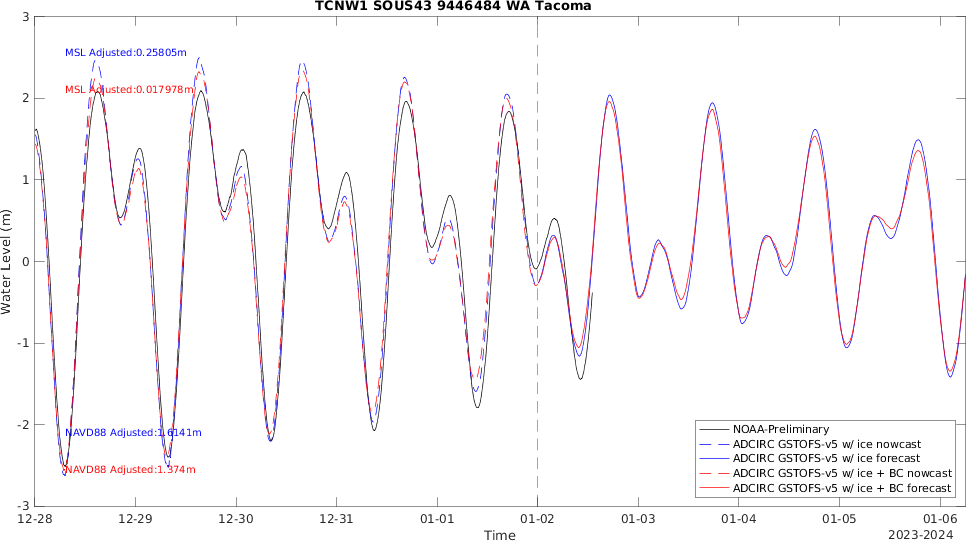 TCNW1 SOUS43 9446484 WA Tacoma
MSL Adjusted:0.25805m
MSL Adjusted:0.017978m
NAVD88 Adjusted:1.6141m
NAVD88 Adjusted:1.374m
Water Level (m)
3
2
1
0
-1
-2
-3
NOAA-Preliminary
ADCIRC GSTOFS-v5 w/ ice nowcast
ADCIRC GSTOFS-v5 w/ ice forecast
ADCIRC GSTOFS-v5 w/ ice + BC nowcast
ADCIRC GSTOFS-v5 w/ ice + BC forecast
12-28 12-29 12-30 12-31 01-01 01-02 01-03 01-04 01-05 01-06
Time
2023-2024